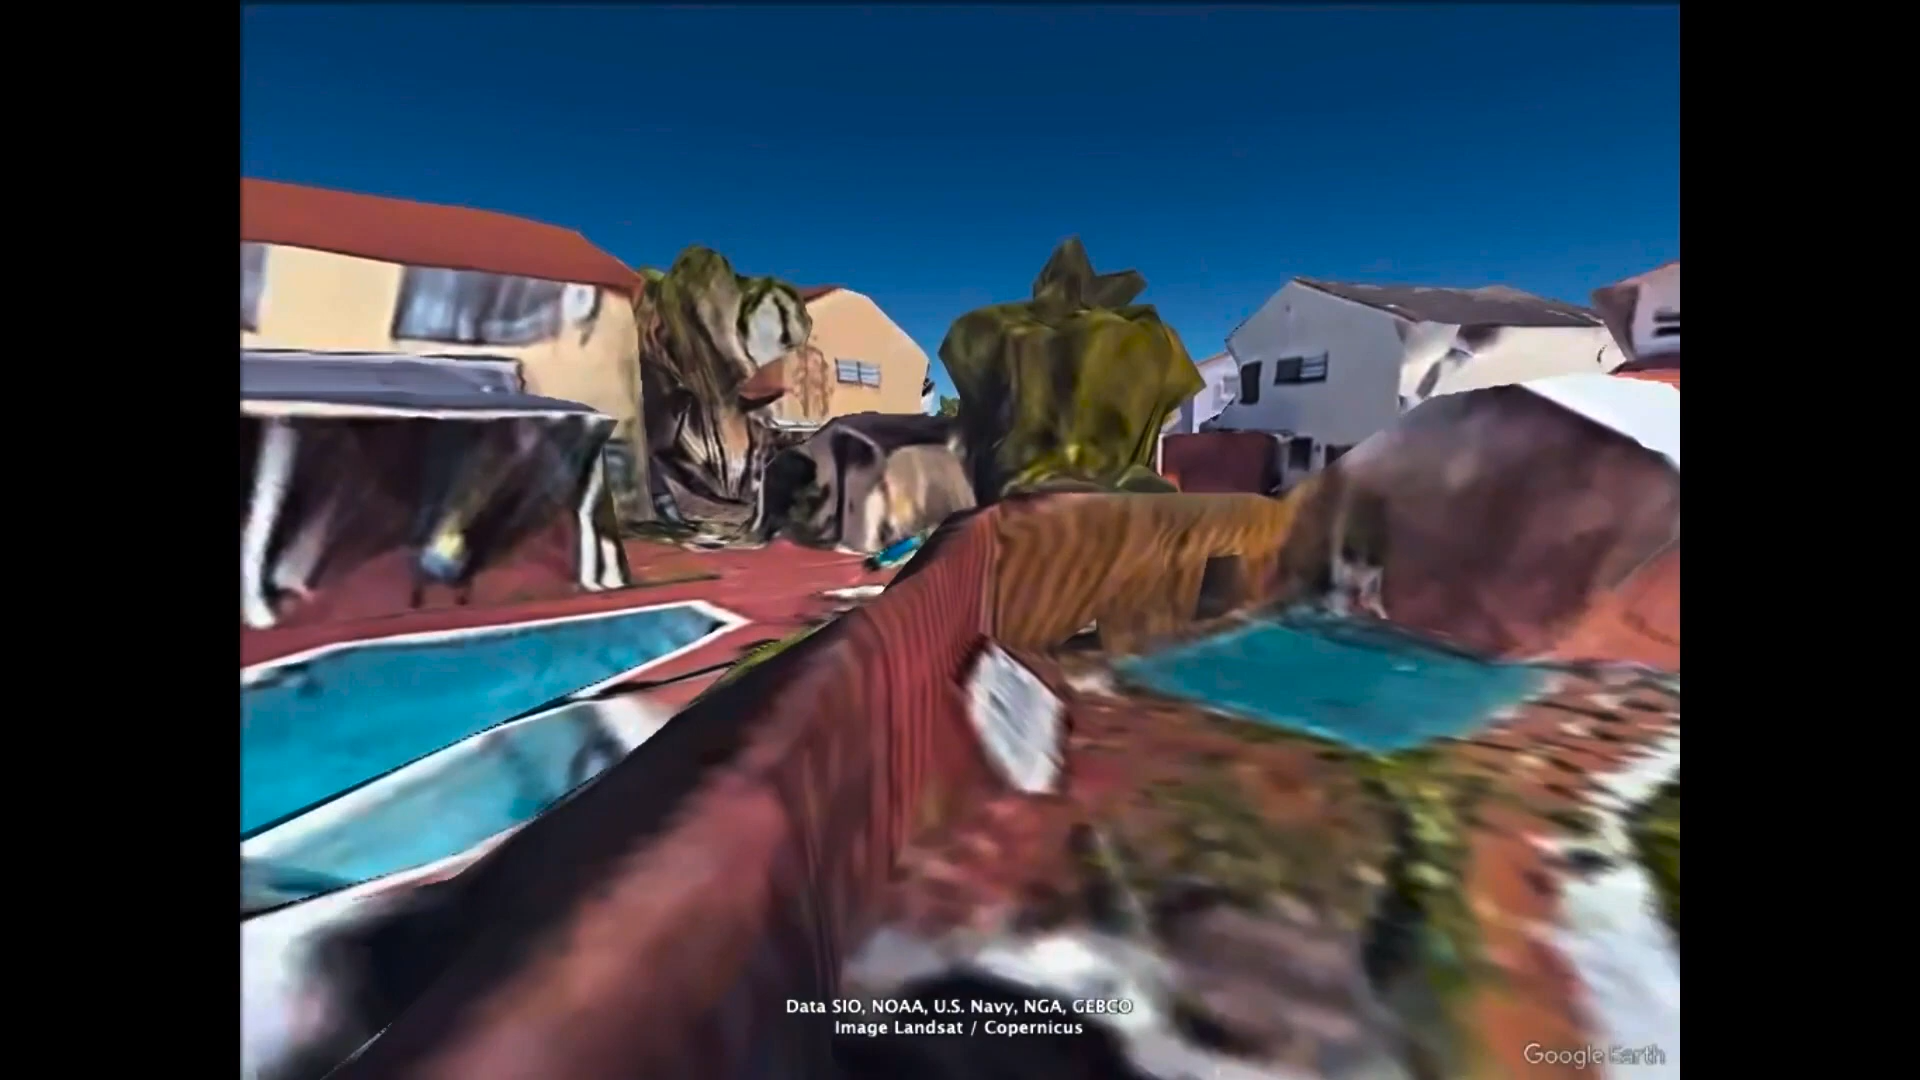 Data SIO, NOAA, U.S. Navy, NGA, GEBCO
Image Landsat / Copernicus
Google Earth